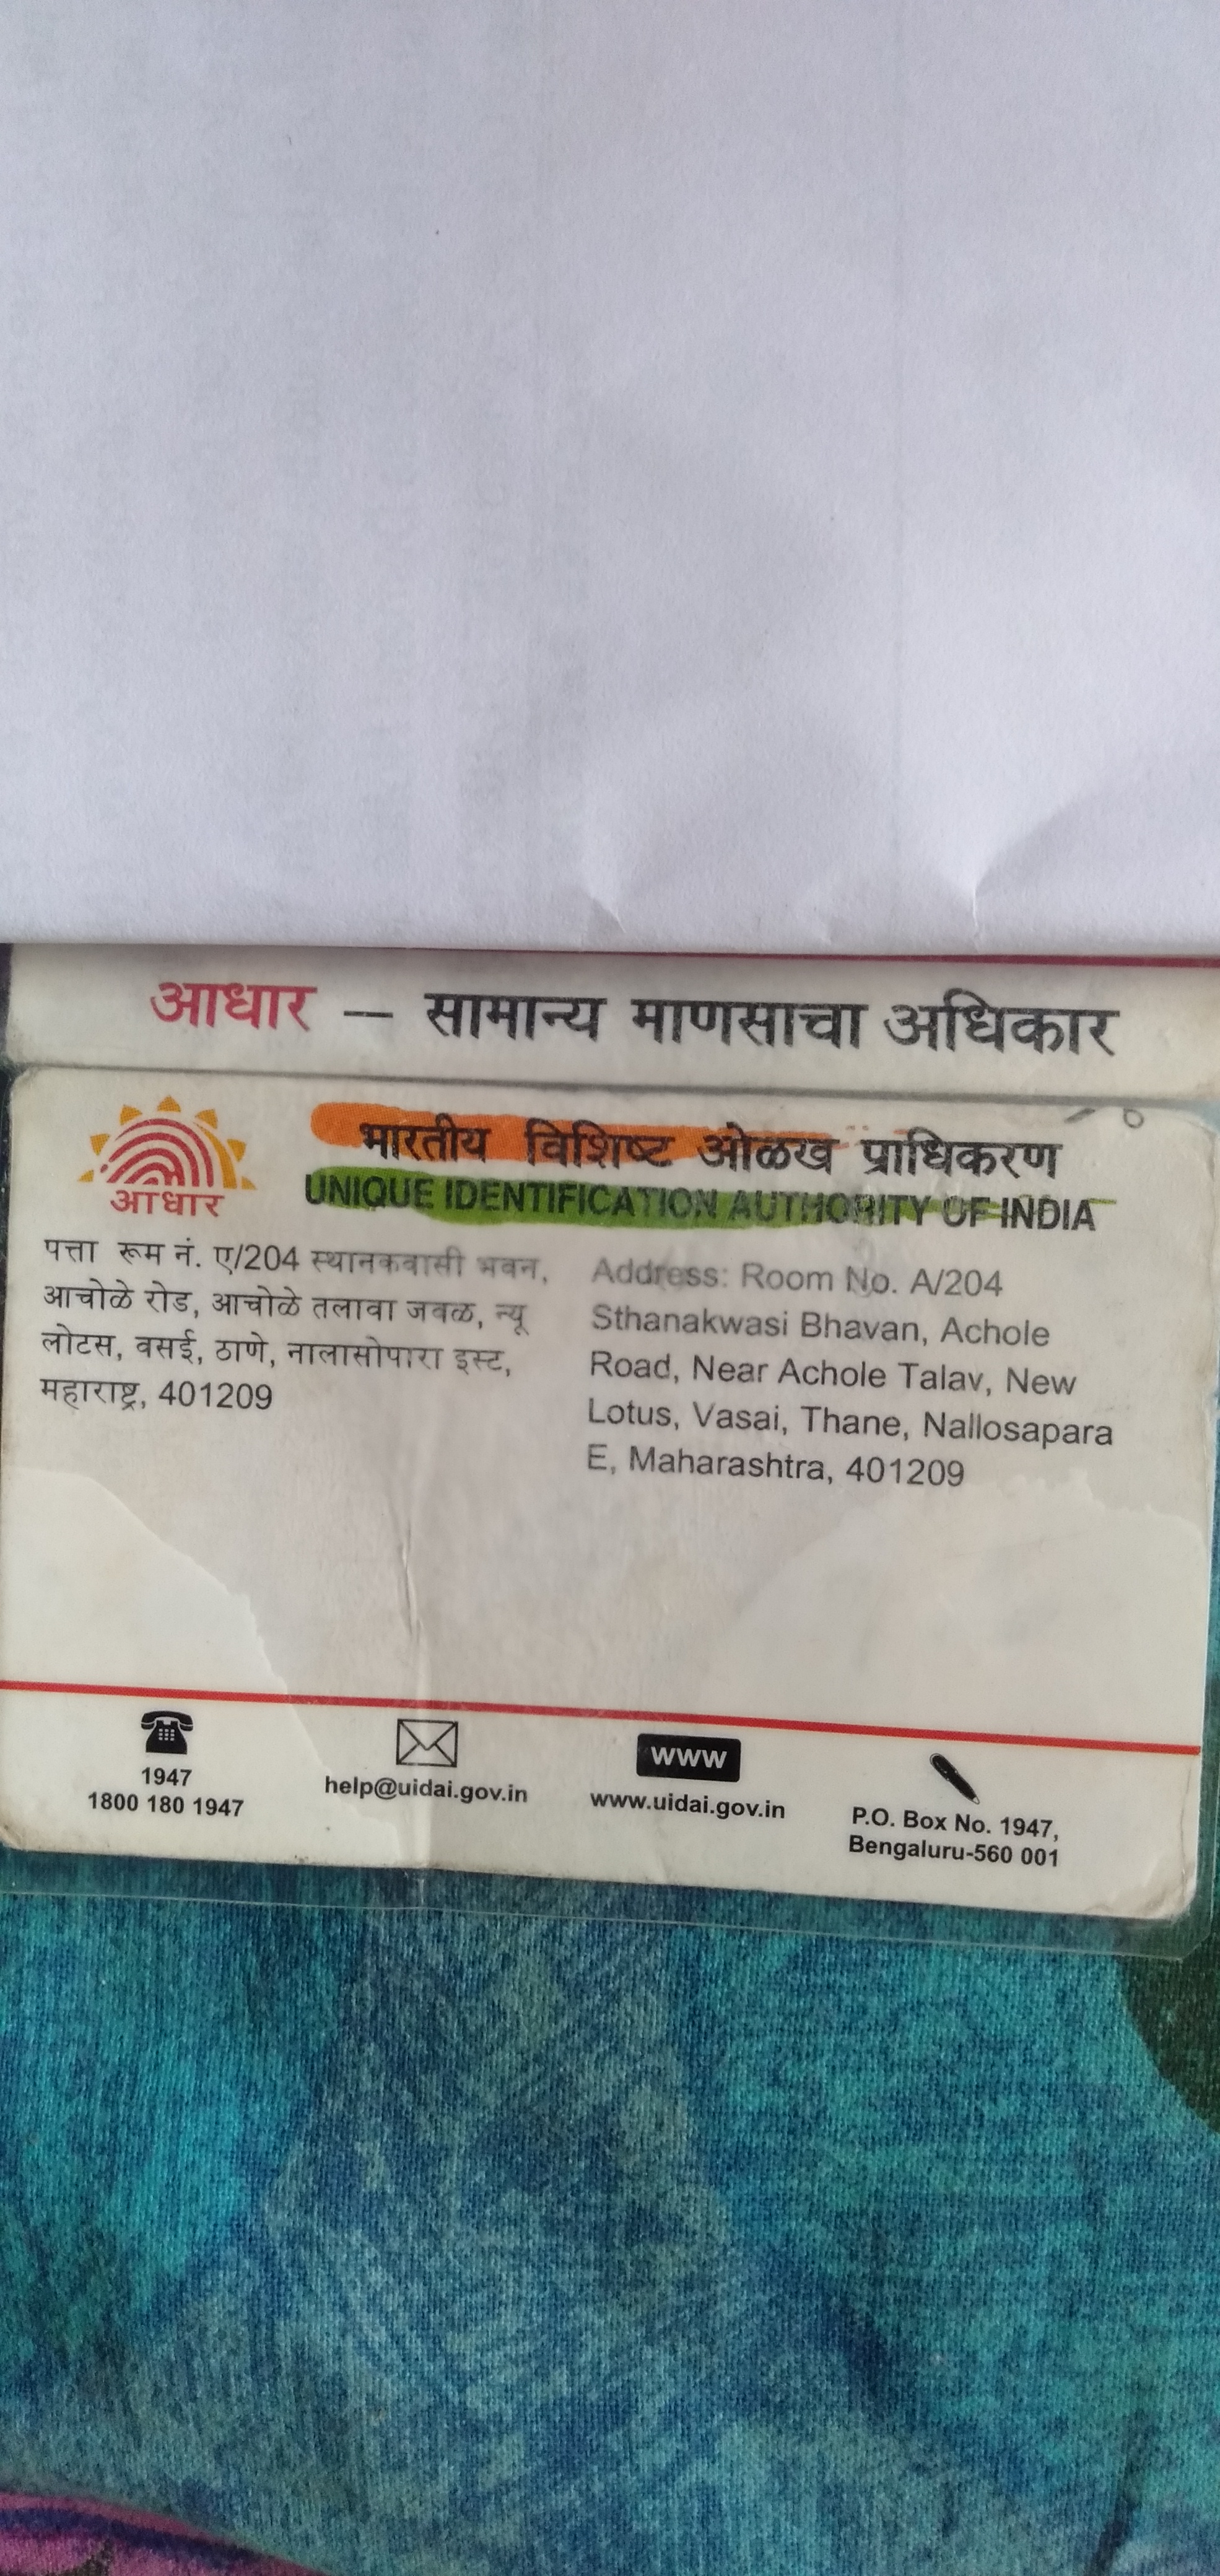 आधार — सामान्य माणसाचा अधिकार
भारतीय विशिष्ट ओळख प्राधिकरण
UNIQUE IDENTIFICATION AUTHORITY OF INDIA
आधार
पत्ता रूम नं. ए/204 स्थानकवासी भवन,
आचोळे रोड, आचोळे तलावा जवळ, न्यू
लोटस, वसई, ठाणे, नालासोपारा इस्ट,
महाराष्ट्र, 401209
Address: Room No. A/204
Sthanakwasi Bhavan, Achole
Road, Near Achole Talav, New
Lotus, Vasai, Thane, Nallosapara
E, Maharashtra, 401209
1947
1800 180 1947
help@uidai.gov.in
www
www.uidai.gov.in
P.O. Box No. 1947,
Bengaluru-560 001